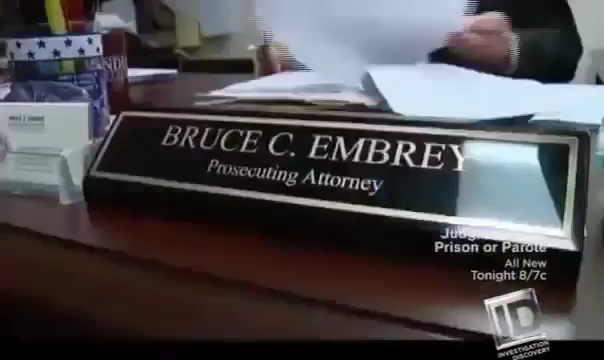 BRUCE C. EMBREY
Prosecuting Attorney
Prison or Parole
All New
Tonight 8/7c
ID
INVESTIGATION
DISCOVERY